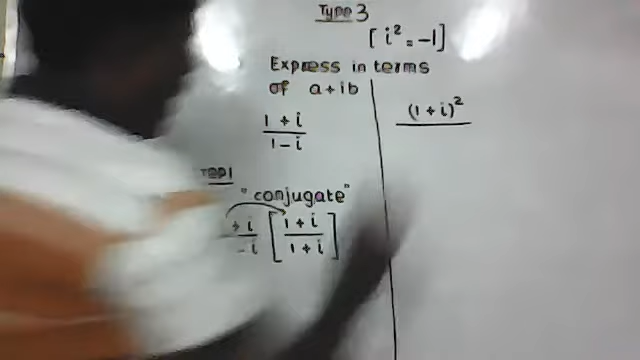 Type 3
[ i² = -1]
Express in terms
of a+ib
1 + i
1 - i
"conjugate"
+ i [ 1 + i ]
- i [ 1 + i ]
(1 + i)²